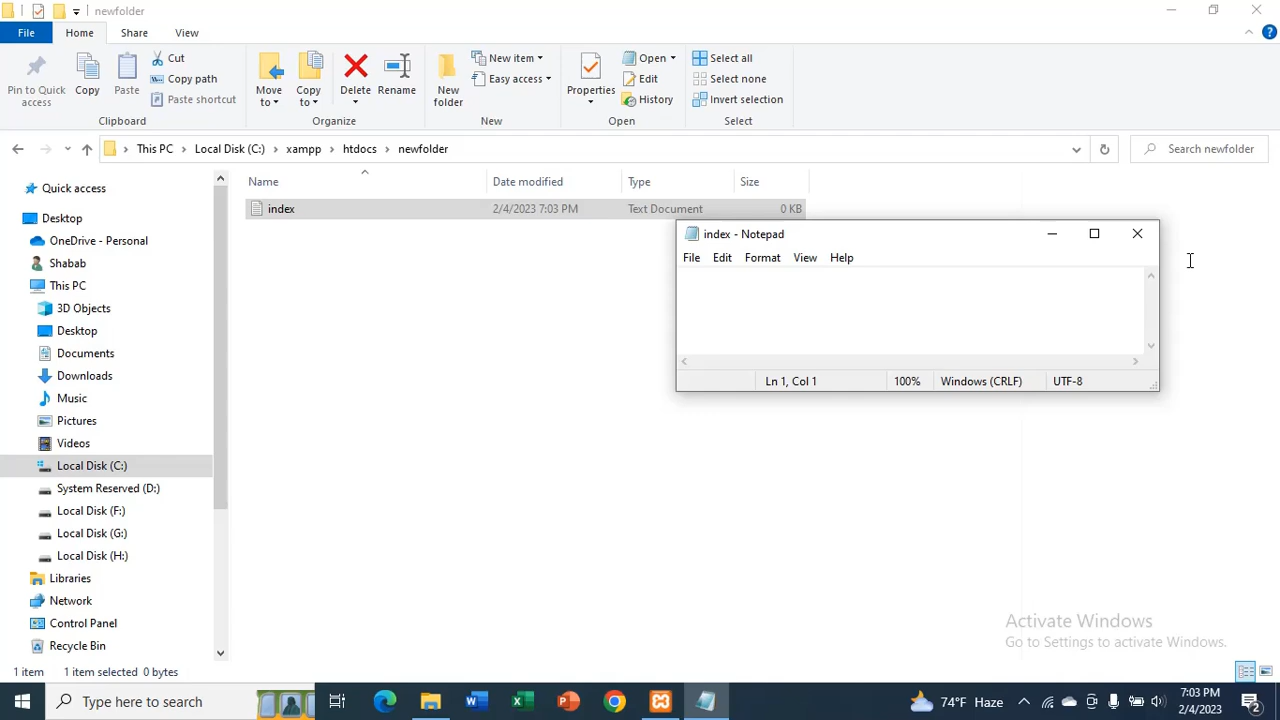 newfolder
File Home Share View
Pin to Quick access
Copy
Paste
Cut
Copy path
Paste shortcut
Clipboard
Move to
Copy to
Delete
Rename
Organize
New folder
New item
Easy access
New
Properties
Open
Edit
History
Open
Select all
Select none
Invert selection
Select
This PC Local Disk (C:) xampp htdocs newfolder
Search newfolder
Name Date modified Type Size
index 2/4/2023 7:03 PM Text Document 0 KB
Quick access
Desktop
OneDrive - Personal
Shabab
This PC
3D Objects
Desktop
Documents
Downloads
Music
Pictures
Videos
Local Disk (C:)
System Reserved (D:)
Local Disk (F:)
Local Disk (G:)
Local Disk (H:)
Libraries
Network
Control Panel
Recycle Bin
index - Notepad
File Edit Format View Help
Ln 1, Col 1 100% Windows (CRLF) UTF-8
Activate Windows
Go to Settings to activate Windows.
1 item 1 item selected 0 bytes
Type here to search
74°F Haze
7:03 PM
2/4/2023
2